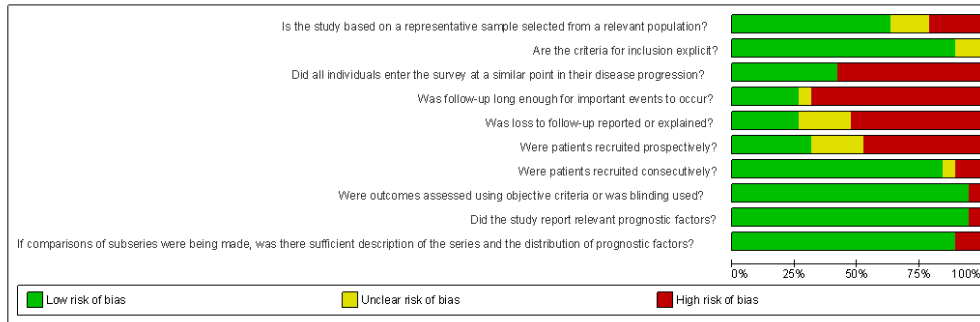 Is the study based on a representative sample selected from a relevant population?
Are the criteria for inclusion explicit?
Did all individuals enter the survey at a similar point in their disease progression?
Was follow-up long enough for important events to occur?
Was loss to follow-up reported or explained?
Were patients recruited prospectively?
Were patients recruited consecutively?
Were outcomes assessed using objective criteria or was blinding used?
Did the study report relevant prognostic factors?
If comparisons of subseries were being made, was there sufficient description of the series and the distribution of prognostic factors?
0% 25% 50% 75% 100%
Low risk of bias Unclear risk of bias High risk of bias